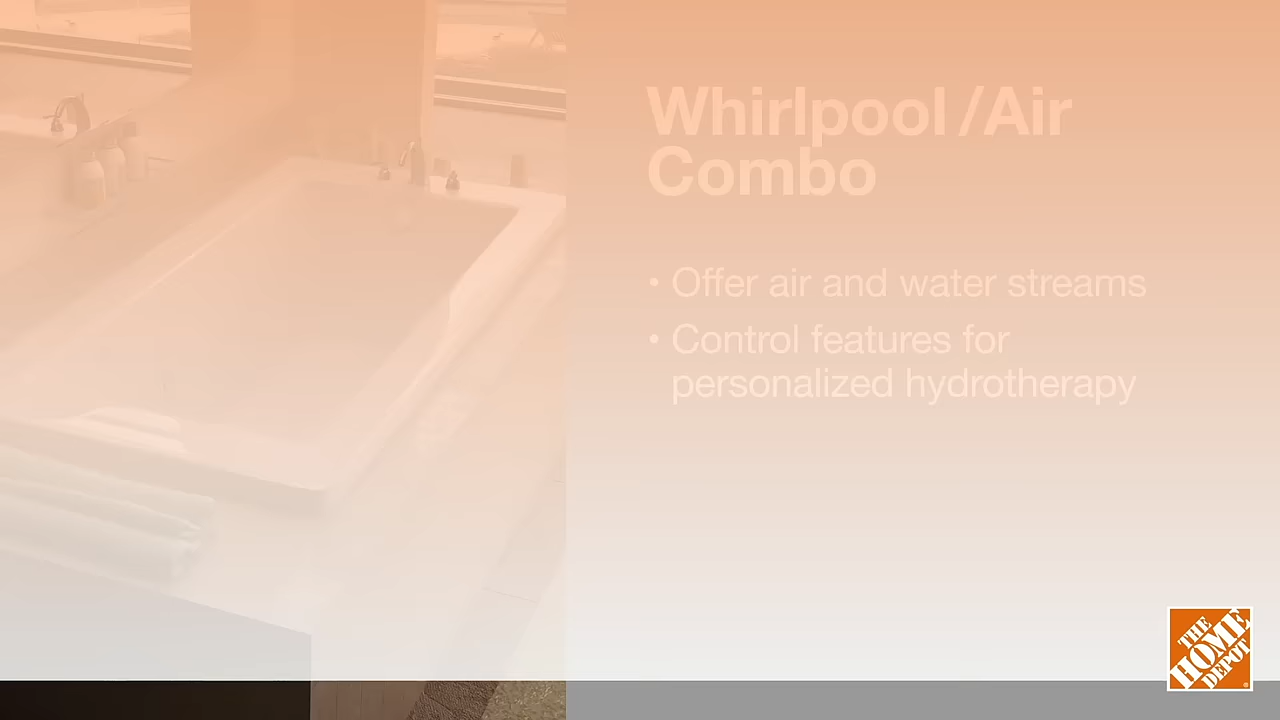 Whirlpool /Air
Combo
• Offer air and water streams
• Control features for
personalized hydrotherapy
THE
HOME
DEPOT